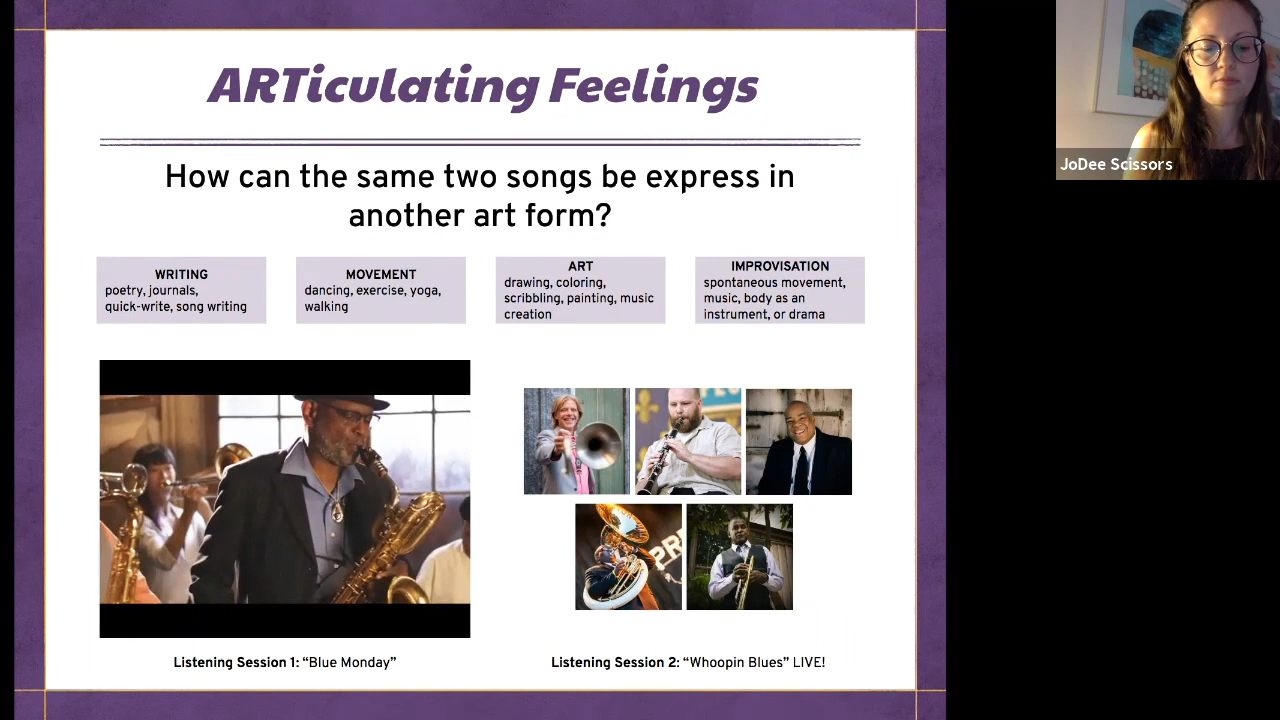 ARTiculating Feelings
How can the same two songs be express in
another art form?
WRITING
poetry, journals,
quick-write, song writing
MOVEMENT
dancing, exercise, yoga,
walking
ART
drawing, coloring,
scribbling, painting, music
creation
IMPROVISATION
spontaneous movement,
music, body as an
instrument, or drama
Listening Session 1: “Blue Monday”
Listening Session 2: “Whoopin Blues” LIVE!
JoDee Scissors